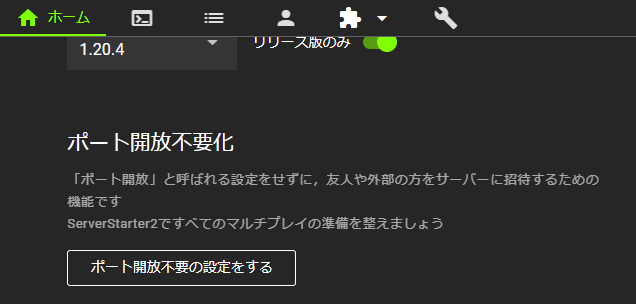 ホーム
1.20.4
リリース版のみ
ポート開放不要化
「ポート開放」と呼ばれる設定をせずに，友人や外部の方をサーバーに招待するための
機能です
ServerStarter2ですべてのマルチプレイの準備を整えましょう
ポート開放不要の設定をする